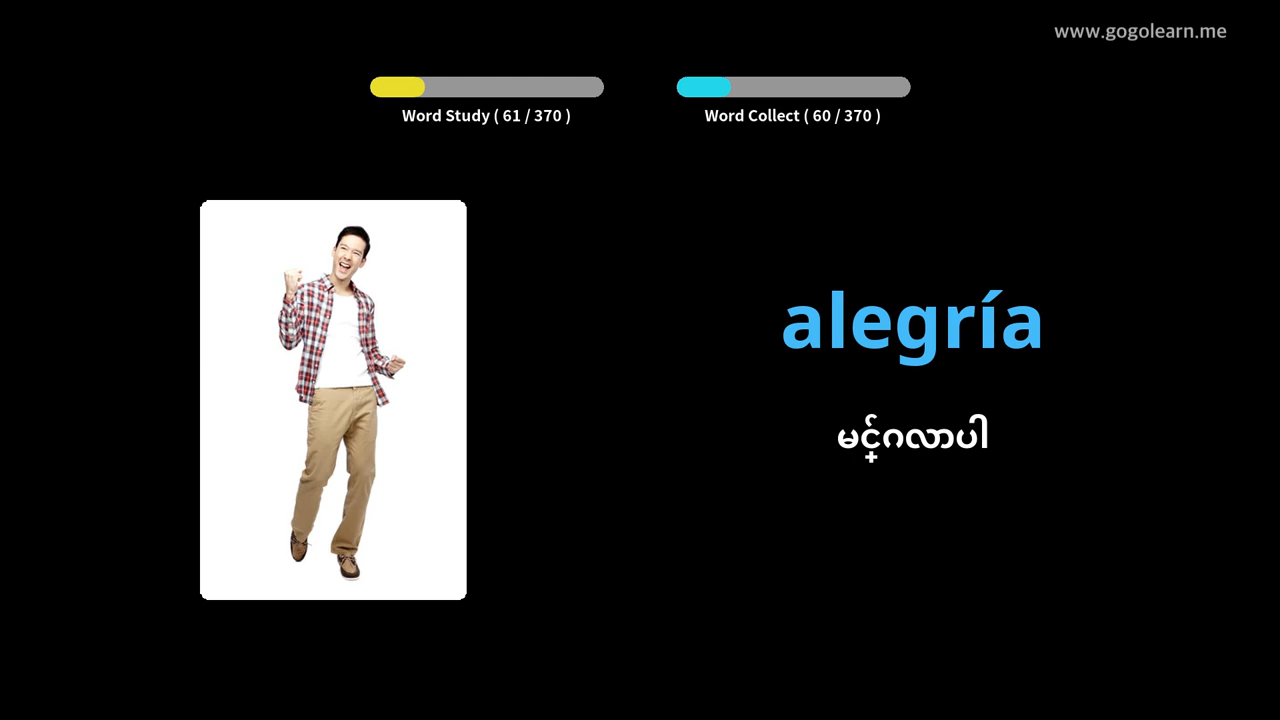 www.gogolearn.me
Word Study ( 61 / 370 )
Word Collect ( 60 / 370 )
alegría
မင်္ဂလာပါ